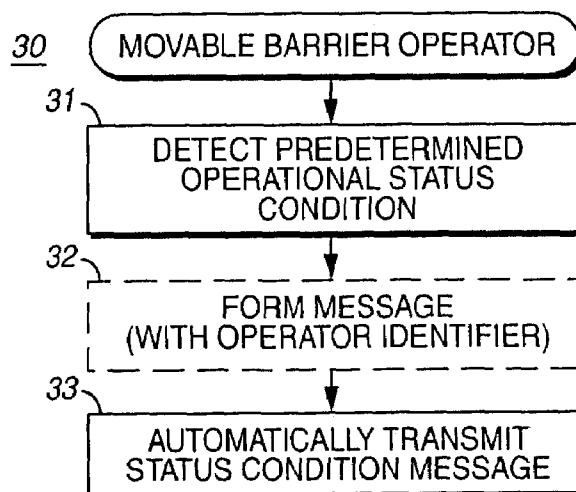 30
MOVABLE BARRIER OPERATOR
31
DETECT PREDETERMINED
OPERATIONAL STATUS
CONDITION
32
FORM MESSAGE
(WITH OPERATOR IDENTIFIER)
33
AUTOMATICALLY TRANSMIT
STATUS CONDITION MESSAGE